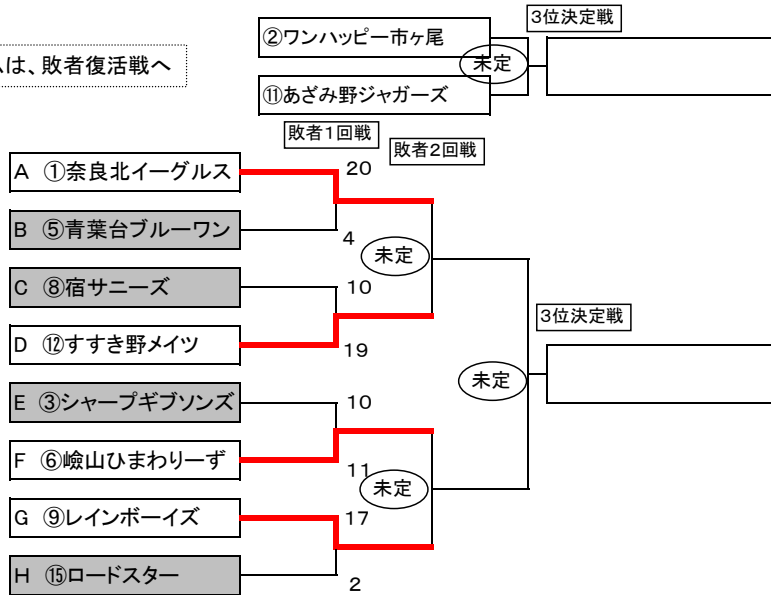 3位決定戦
②ワンハッピー市ヶ尾
未定
は、敗者復活戦へ
⑪あざみ野ジャガーズ
敗者1回戦
敗者2回戦
A ①奈良北イーグルス
20
B ⑤青葉台ブルーワン
4
未定
C ⑧宿サニーズ
10
3位決定戦
D ⑫すすき野メイツ
19
未定
E ③シャープギブソンズ
10
F ⑥嶮山ひまわりーず
11
未定
G ⑨レインボーイズ
17
H ⑮ロードスター
2